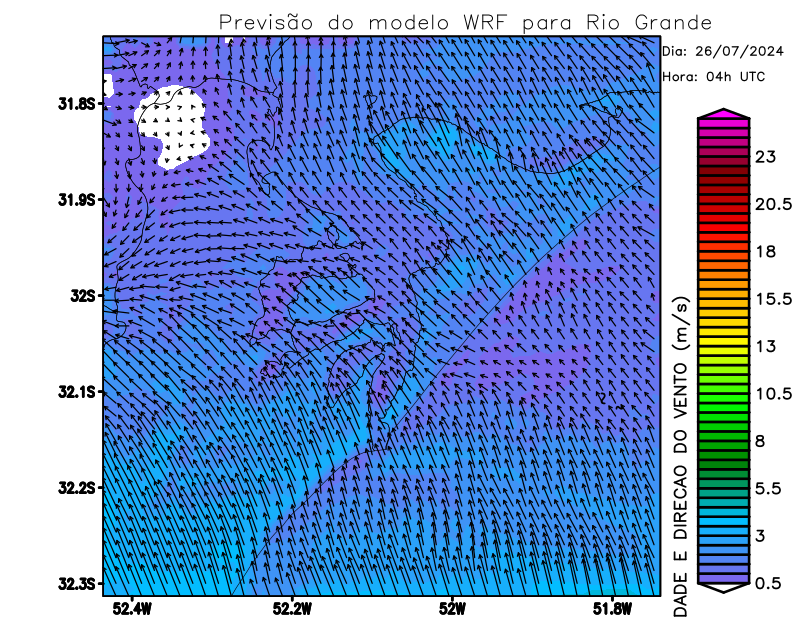 Previsão do modelo WRF para Rio Grande
Dia: 26/07/2024
Hora: 04h UTC
31.8S
31.9S
32S
32.1S
32.2S
32.3S
52.4W
52.2W
52W
51.8W
23
20.5
18
15.5
13
10.5
8
5.5
3
0.5
DADE E DIRECAO DO VENTO (m/s)